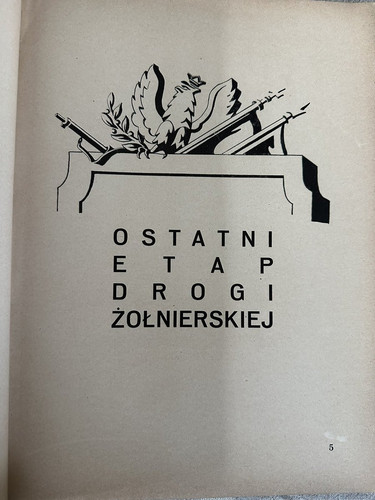 OSTATNI
ETAP
DROGI
ŻOŁNIERSKIEJ
5